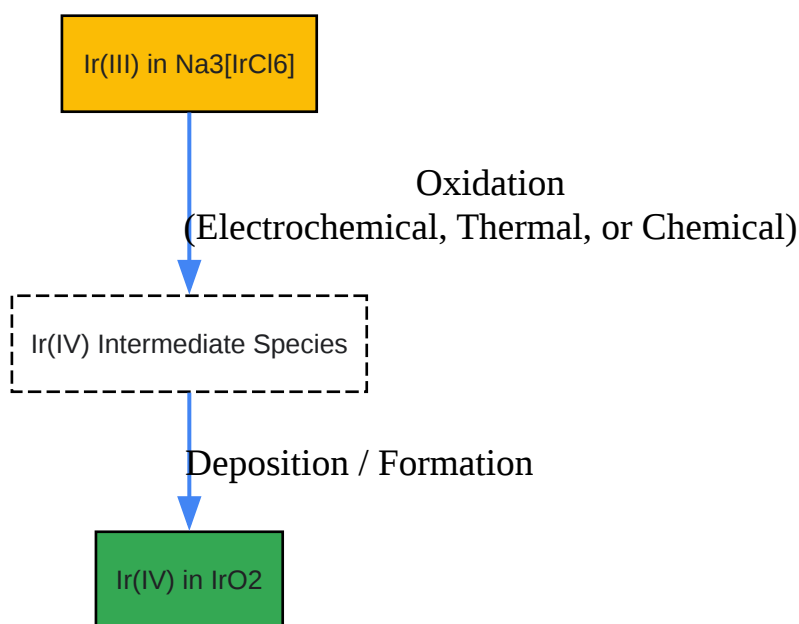 Ir(III) in Na3[IrCl6]
Oxidation
(Electrochemical, Thermal, or Chemical)
Ir(IV) Intermediate Species
Deposition / Formation
Ir(IV) in IrO2